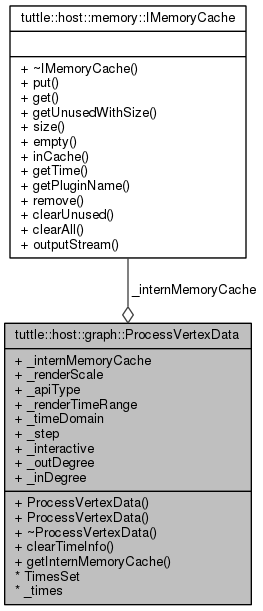 tuttle::host::memory::IMemoryCache
+ ~IMemoryCache()
+ put()
+ get()
+ getUnusedWithSize()
+ size()
+ empty()
+ inCache()
+ getTime()
+ getPluginName()
+ remove()
+ clearUnused()
+ clearAll()
+ outputStream()
_internMemoryCache
tuttle::host::graph::ProcessVertexData
+ _internMemoryCache
+ _renderScale
+ _apiType
+ _renderTimeRange
+ _timeDomain
+ _step
+ _interactive
+ _outDegree
+ _inDegree
+ ProcessVertexData()
+ ProcessVertexData()
+ ~ProcessVertexData()
+ clearTimeInfo()
+ getInternMemoryCache()
* TimesSet
* _times